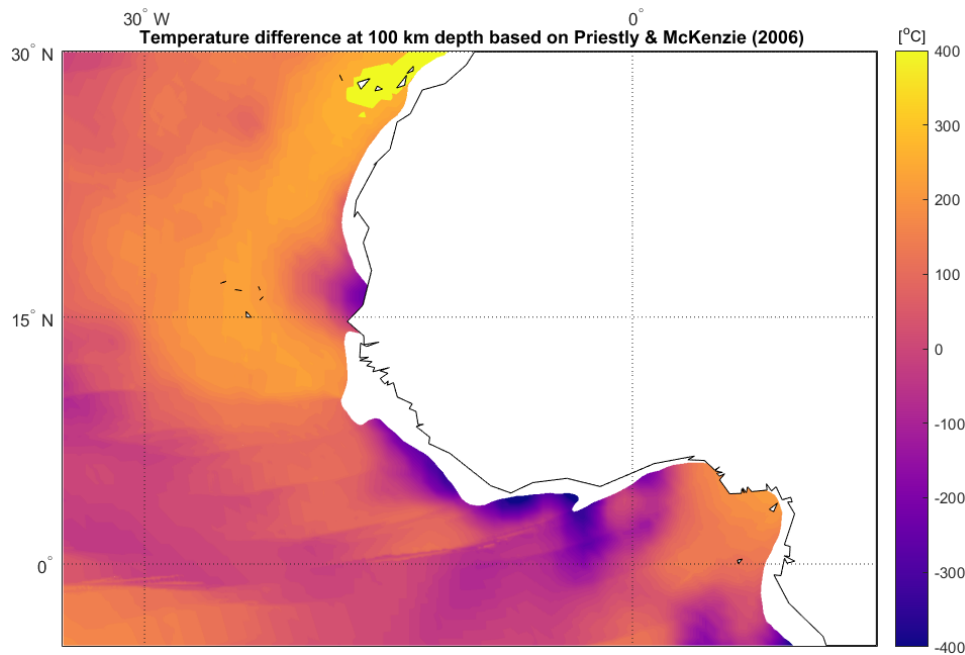 30° W 0°
Temperature difference at 100 km depth based on Priestly & McKenzie (2006)
[°C]
30° N
15° N
0°
400
300
200
100
0
-100
-200
-300
-400